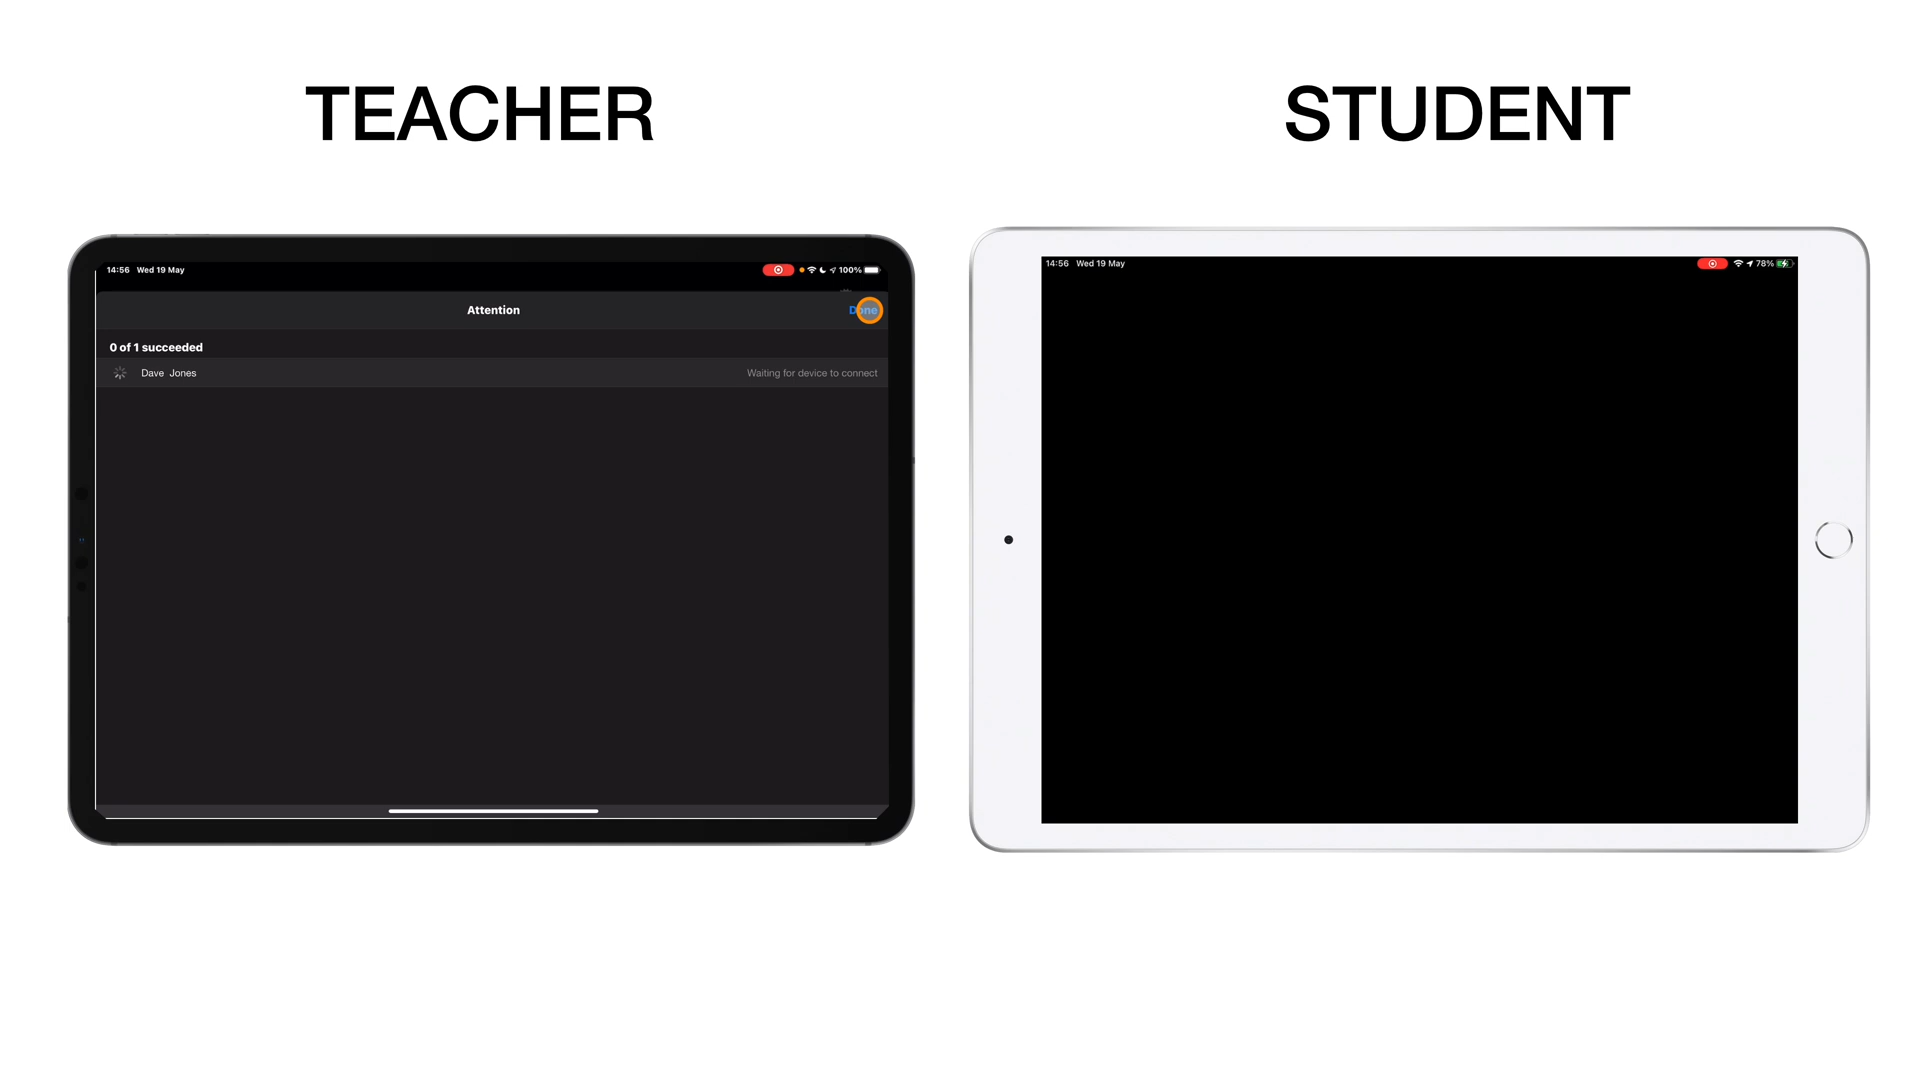 TEACHER
STUDENT
14:56 Wed 19 May
100%
Attention
Done
0 of 1 succeeded
Dave Jones
Waiting for device to connect
14:56 Wed 19 May
78%